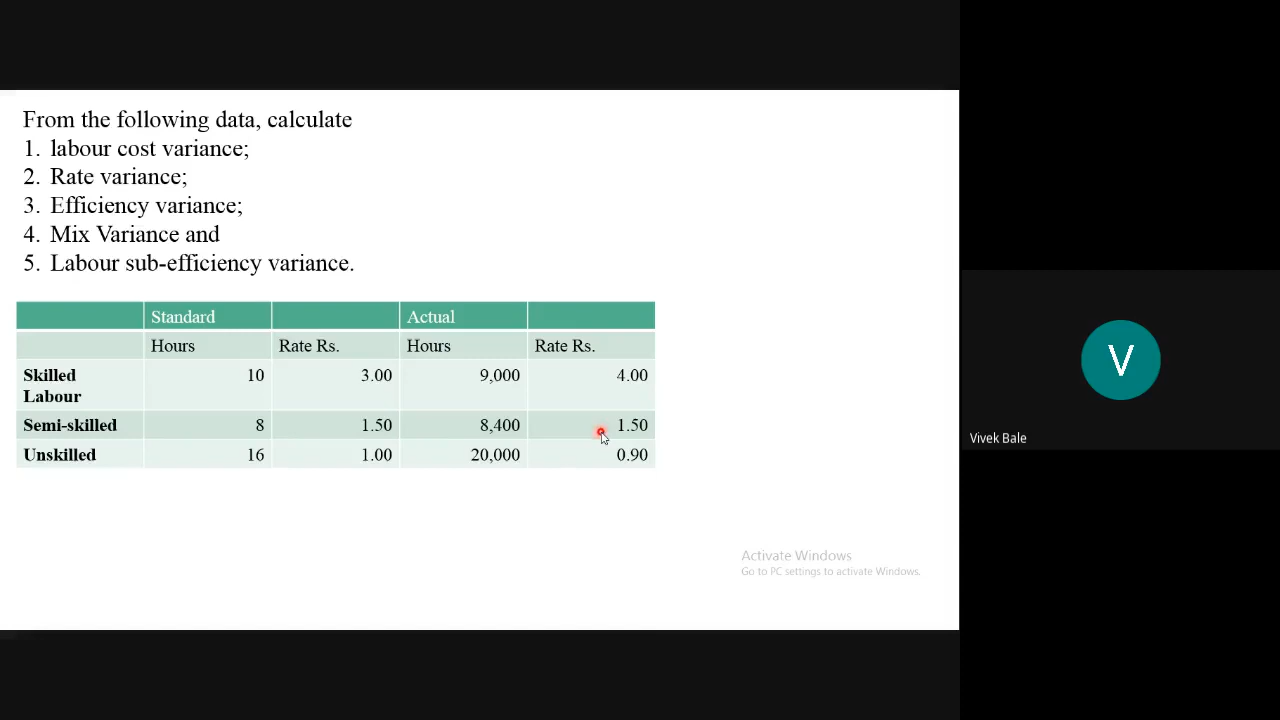 From the following data, calculate
1. labour cost variance;
2. Rate variance;
3. Efficiency variance;
4. Mix Variance and
5. Labour sub-efficiency variance.
Standard Actual
Hours Rate Rs. Hours Rate Rs.
Skilled Labour 10 3.00 9,000 4.00
Semi-skilled 8 1.50 8,400 1.50
Unskilled 16 1.00 20,000 0.90
Activate Windows
Go to PC settings to activate Windows.
V
Vivek Bale